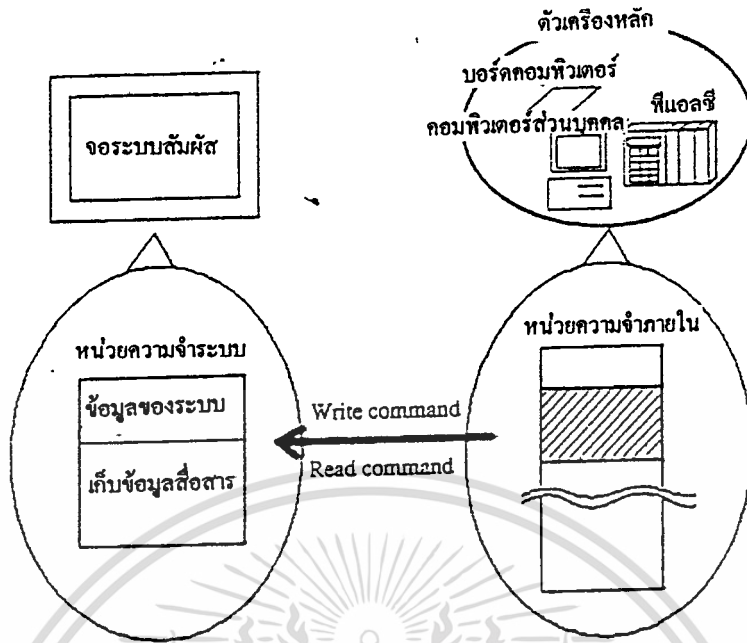 ตัวเครื่องหลัก
บอร์ดคอมพิวเตอร์
คอมพิวเตอร์ส่วนบุคคล
พีแอลซี
จอระบบสัมผัส
หน่วยความจำระบบ
ข้อมูลของระบบ
เก็บข้อมูลสื่อสาร
Write command
Read command
หน่วยความจำภายใน